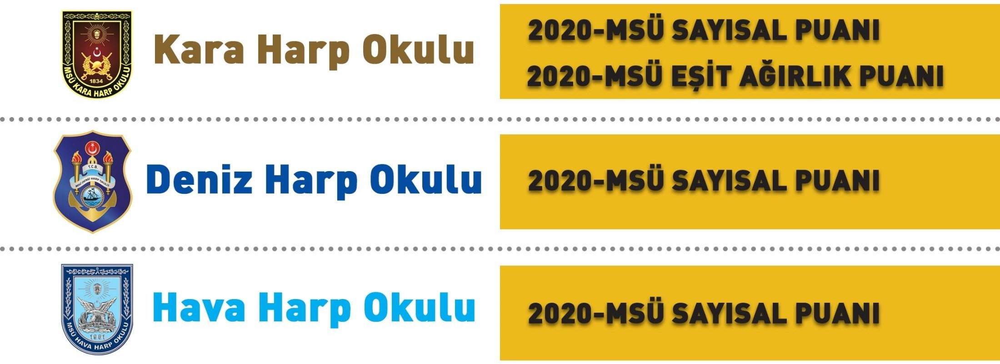 1834
MSÜ KARA HARP OKULU
Kara Harp Okulu
2020-MSÜ SAYISAL PUANI
2020-MSÜ EŞİT AĞIRLIK PUANI
T.C.B.
MSÜ DENİZ HARP OKULU
Deniz Harp Okulu
2020-MSÜ SAYISAL PUANI
1951
MSÜ HAVA HARP OKULU
Hava Harp Okulu
2020-MSÜ SAYISAL PUANI